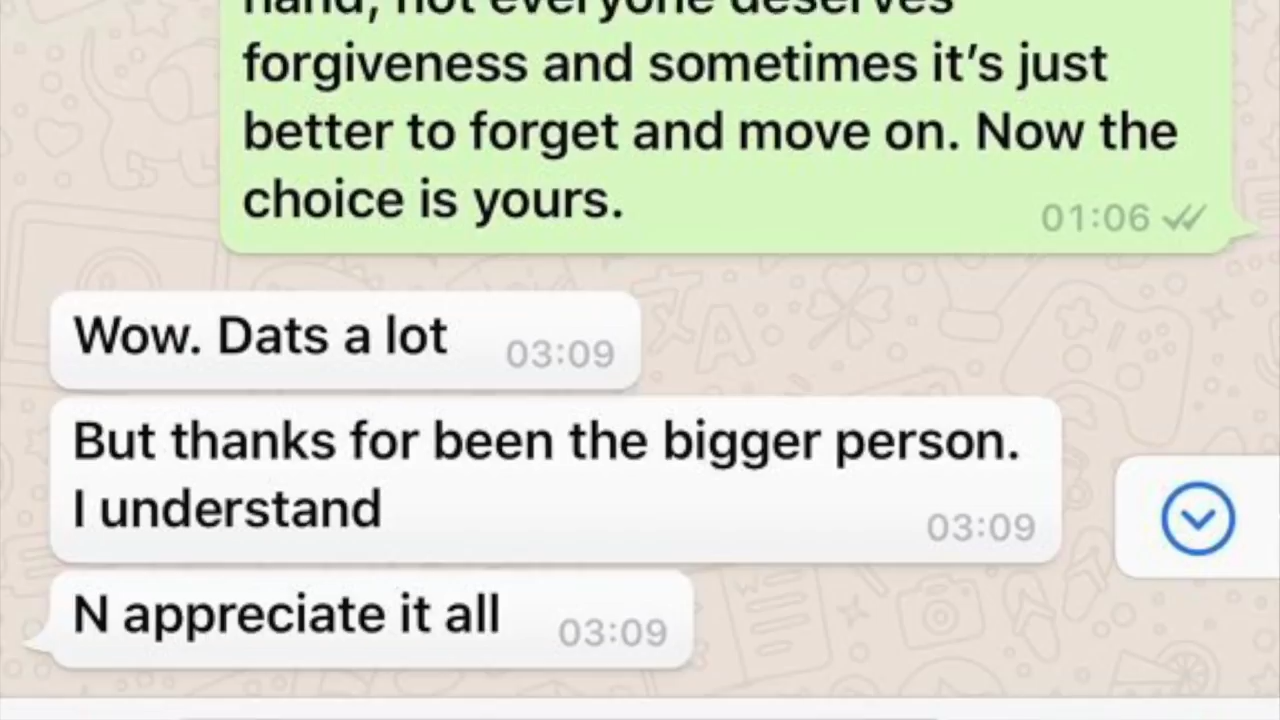 hand, not everyone deserves
forgiveness and sometimes it's just
better to forget and move on. Now the
choice is yours.
01:06
Wow. Dats a lot
03:09
But thanks for been the bigger person.
I understand
03:09
N appreciate it all
03:09